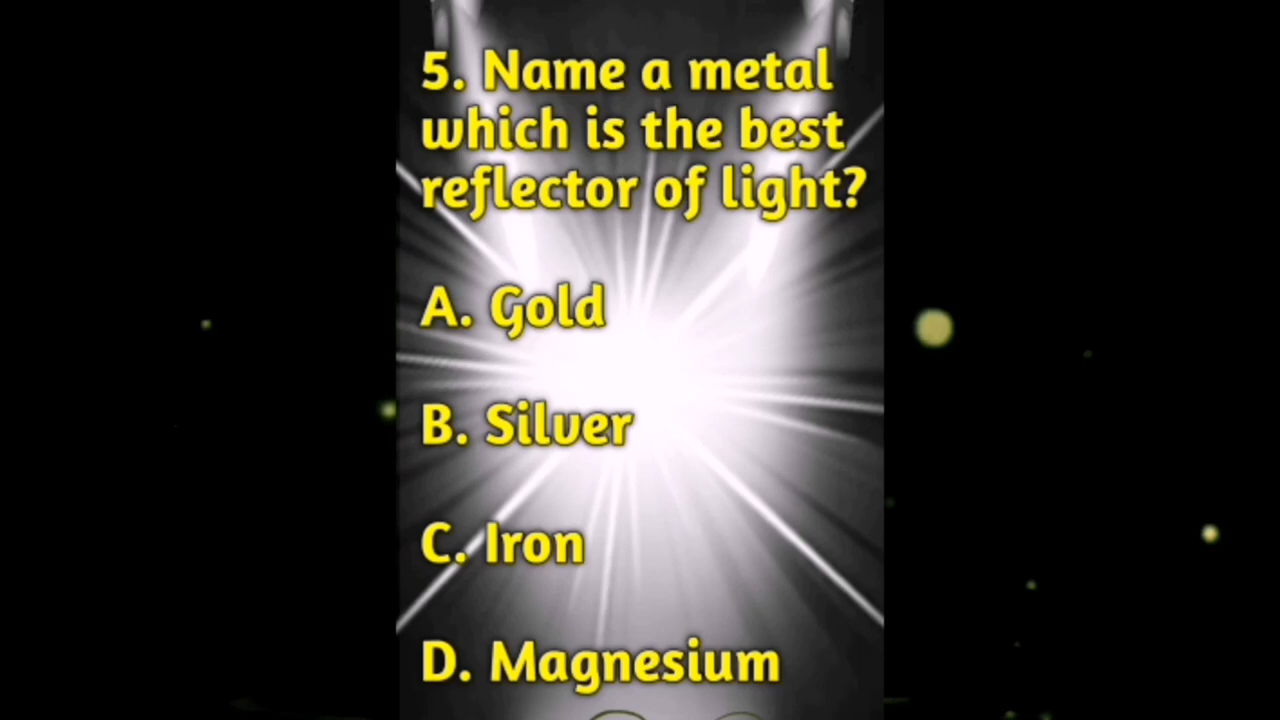 5. Name a metal
which is the best
reflector of light?
A. Gold
B. Silver
C. Iron
D. Magnesium